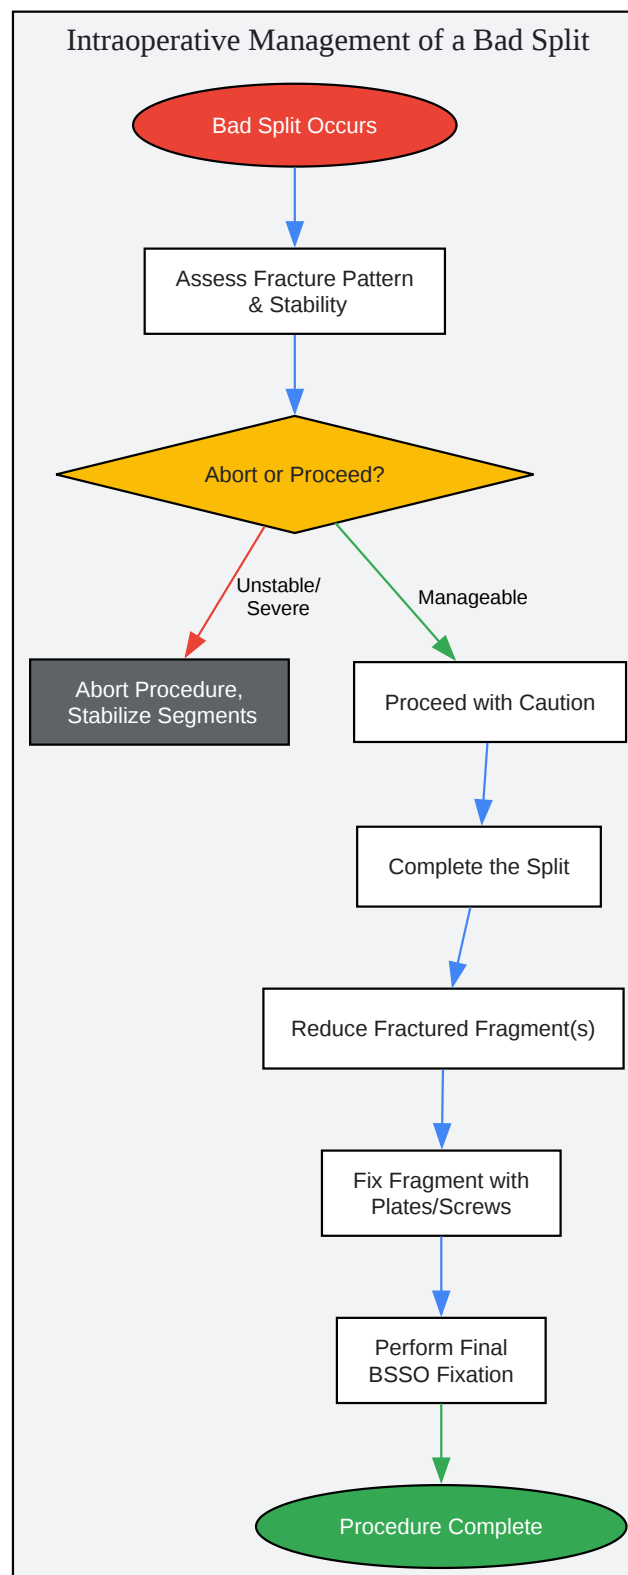 Intraoperative Management of a Bad Split
Bad Split Occurs
Assess Fracture Pattern
& Stability
Abort or Proceed?
Unstable/
Severe
Manageable
Abort Procedure,
Stabilize Segments
Proceed with Caution
Complete the Split
Reduce Fractured Fragment(s)
Fix Fragment with
Plates/Screws
Perform Final
BSSO Fixation
Procedure Complete